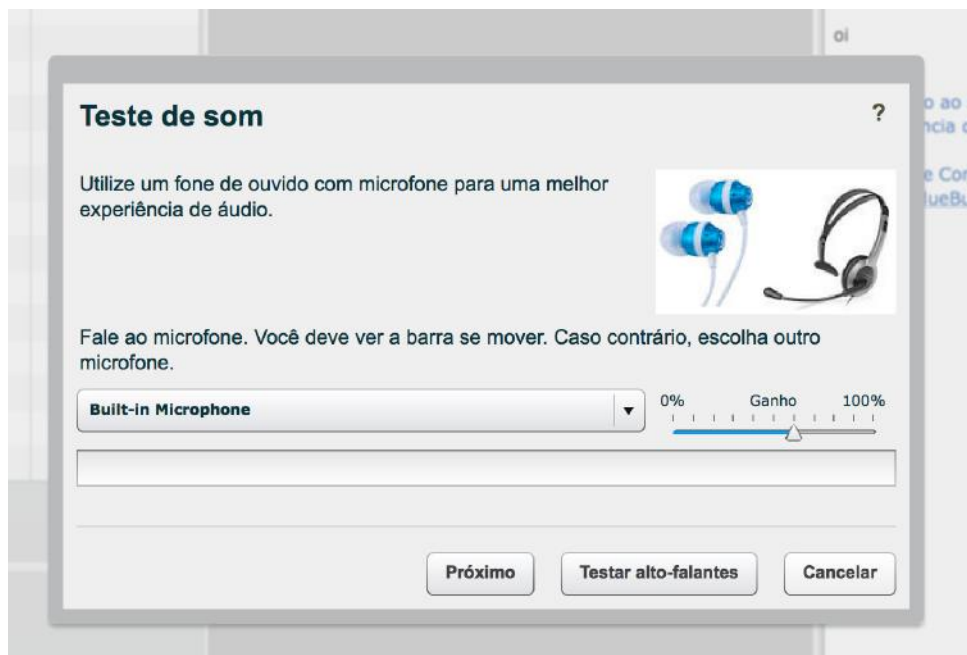 oi
Teste de som
?
o ao
Utilize um fone de ouvido com microfone para uma melhor
experiência de áudio.
Fale ao microfone. Você deve ver a barra se mover. Caso contrário, escolha outro
microfone.
Built-in Microphone
0% Ganho 100%
Próximo
Testar alto-falantes
Cancelar